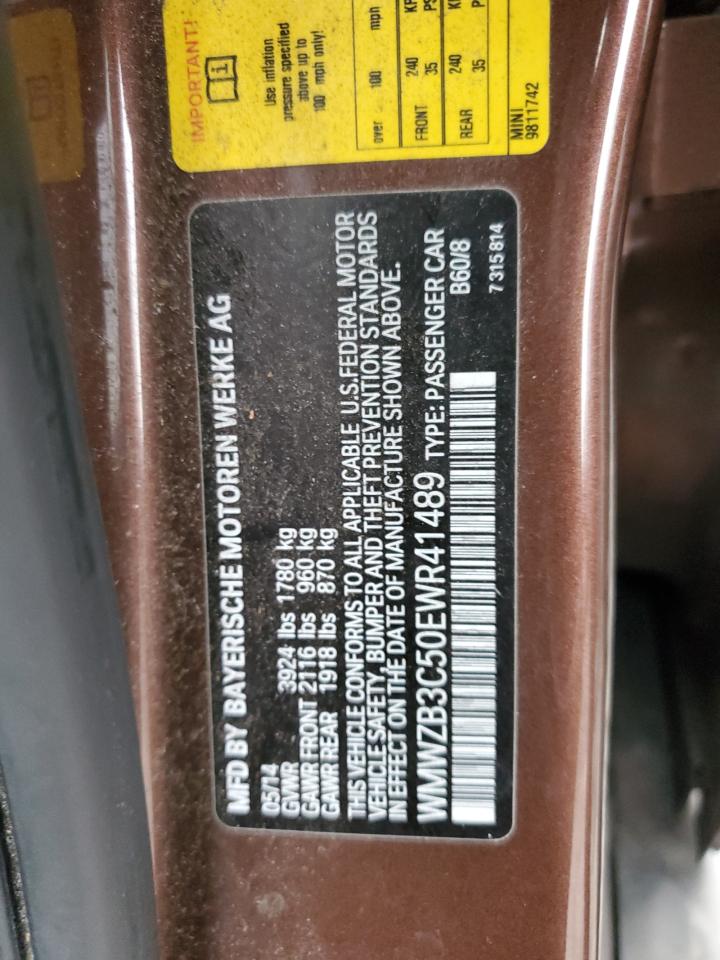 IMPORTANT!
Use inflation
pressure specified
above up to
100 mph only!
over 100 mph
FRONT 240 35
REAR 240 35
MINI
9811742
MFD BY BAYERISCHE MOTOREN WERKE AG
05/14
GVWR 3924 lbs 1780 kg
GAWR FRONT 2116 lbs 960 kg
GAWR REAR 1918 lbs 870 kg
THIS VEHICLE CONFORMS TO ALL APPLICABLE U.S. FEDERAL MOTOR
VEHICLE SAFETY, BUMPER AND THEFT PREVENTION STANDARDS
IN EFFECT ON THE DATE OF MANUFACTURE SHOWN ABOVE.
WMWZB3C50EWR41489 TYPE: PASSENGER CAR
B60/8
7 315 814